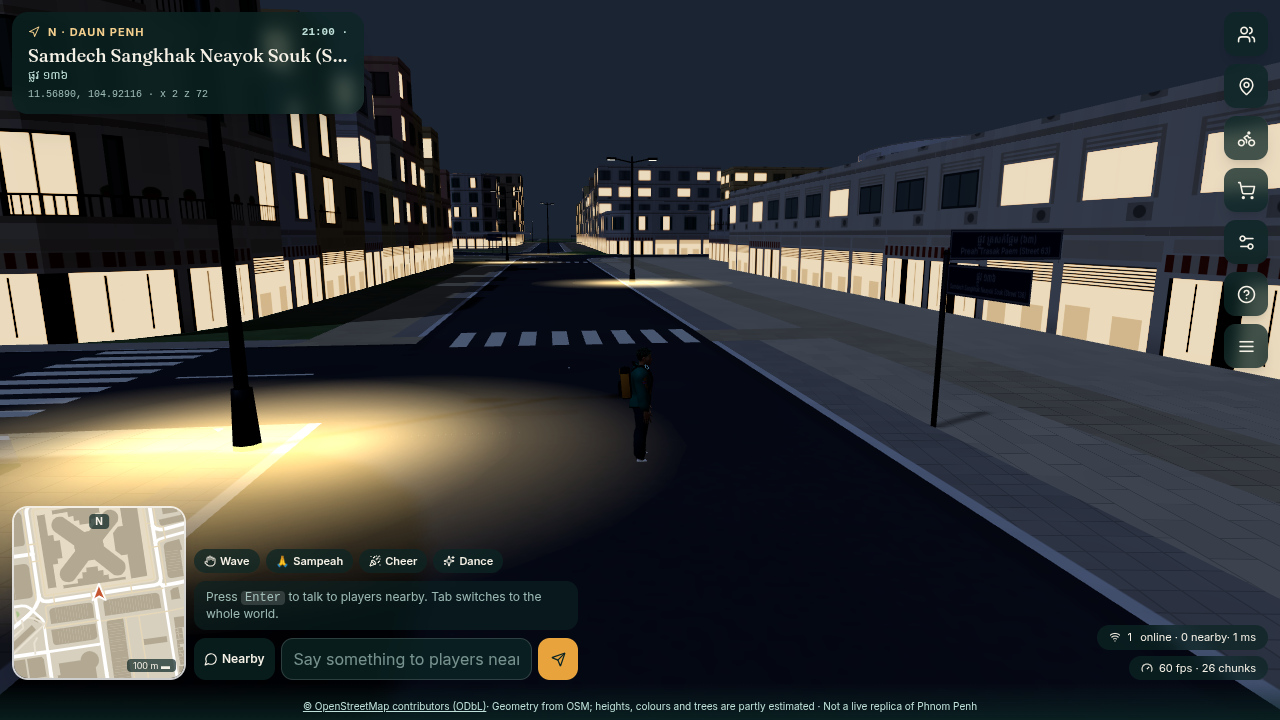 N · DAUN PENH
21:00 ·
Samdech Sangkhak Neayok Souk (S...
ផ្លូវ ១៣៦
11.56890, 104.92116 · x 2 z 72
N
100 m
Wave
🙏 Sampeah
Cheer
Dance
Press Enter to talk to players nearby. Tab switches to the
whole world.
Nearby
Say something to players near
1 online · 0 nearby· 1 ms
60 fps · 26 chunks
© OpenStreetMap contributors (ODbL)· Geometry from OSM; heights, colours and trees are partly estimated · Not a live replica of Phnom Penh